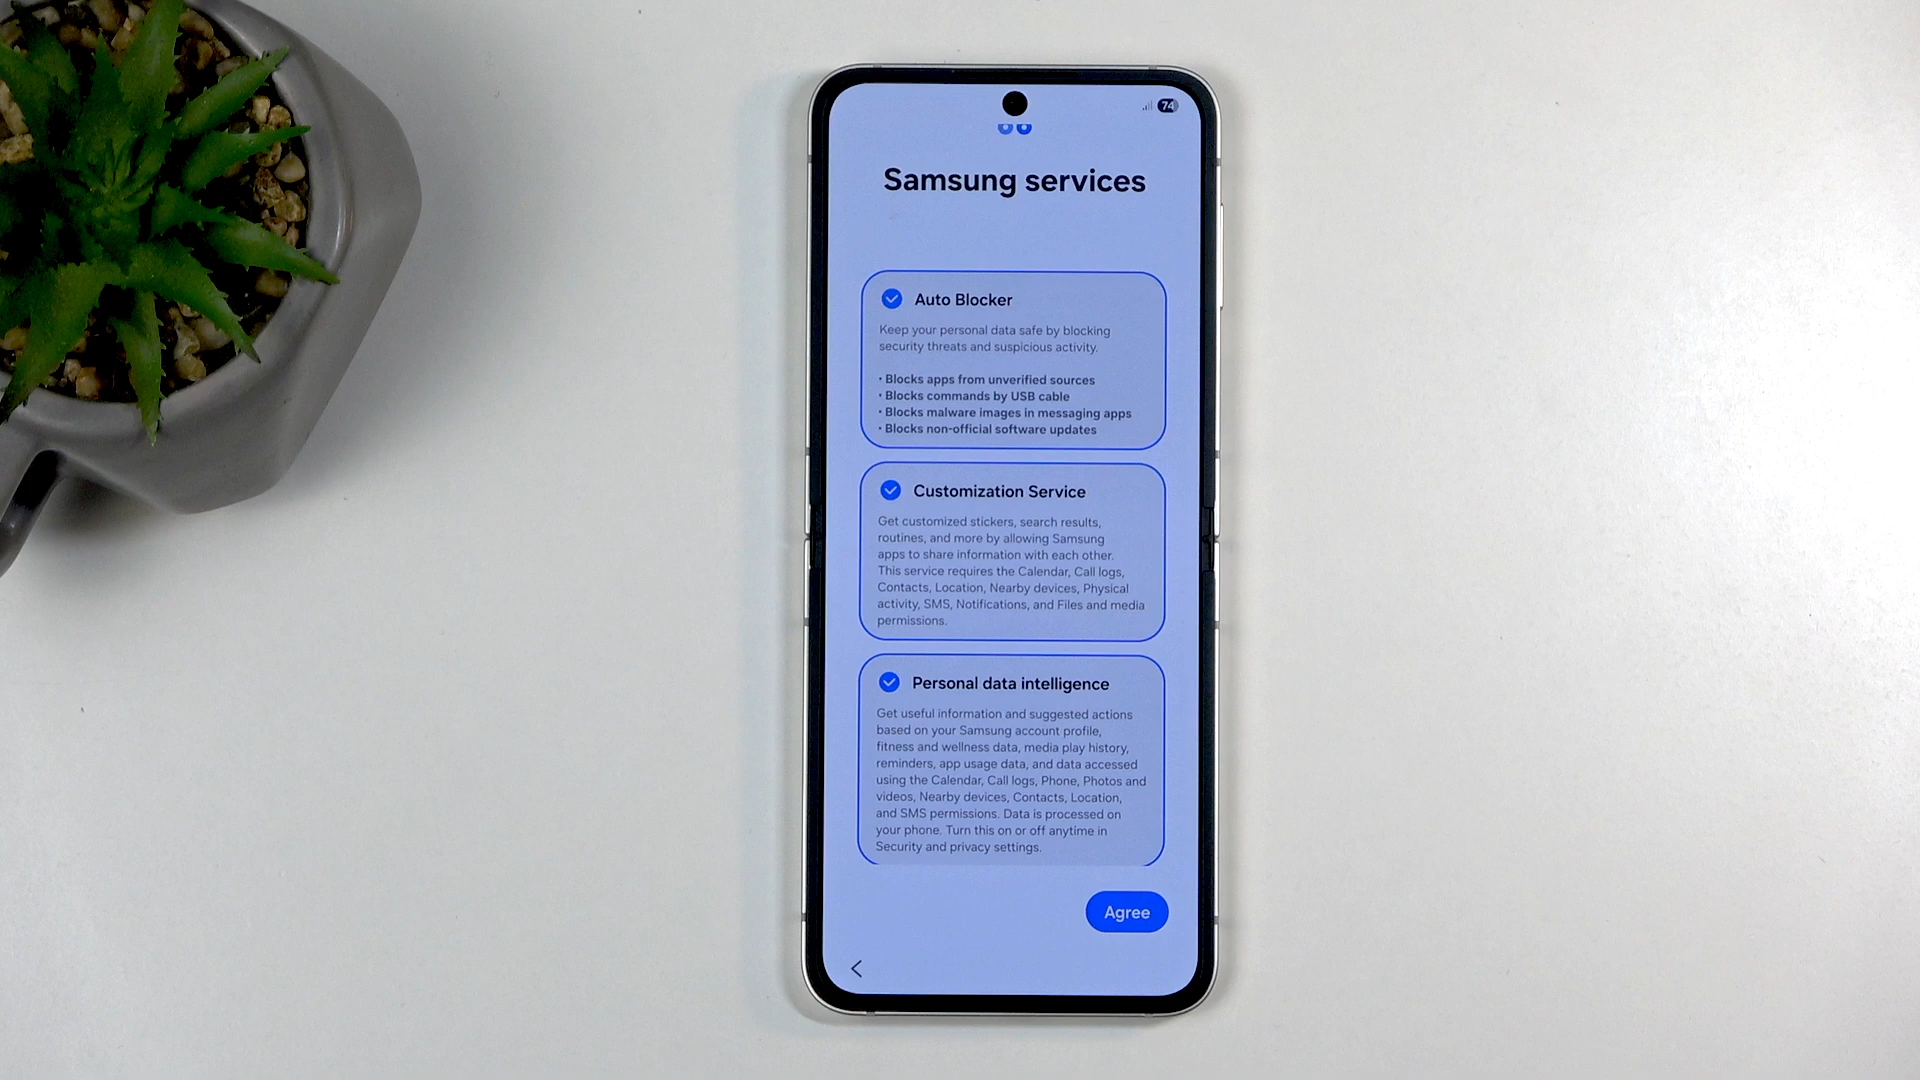 74
Samsung services
Auto Blocker
Keep your personal data safe by blocking
security threats and suspicious activity.
• Blocks apps from unverified sources
• Blocks commands by USB cable
• Blocks malware images in messaging apps
• Blocks non-official software updates
Customization Service
Get customized stickers, search results,
routines, and more by allowing Samsung
apps to share information with each other.
This service requires the Calendar, Call logs,
Contacts, Location, Nearby devices, Physical
activity, SMS, Notifications, and Files and media
permissions.
Personal data intelligence
Get useful information and suggested actions
based on your Samsung account profile,
fitness and wellness data, media play history,
reminders, app usage data, and data accessed
using the Calendar, Call logs, Phone, Photos and
videos, Nearby devices, Contacts, Location,
and SMS permissions. Data is processed on
your phone. Turn this on or off anytime in
Security and privacy settings.
Agree